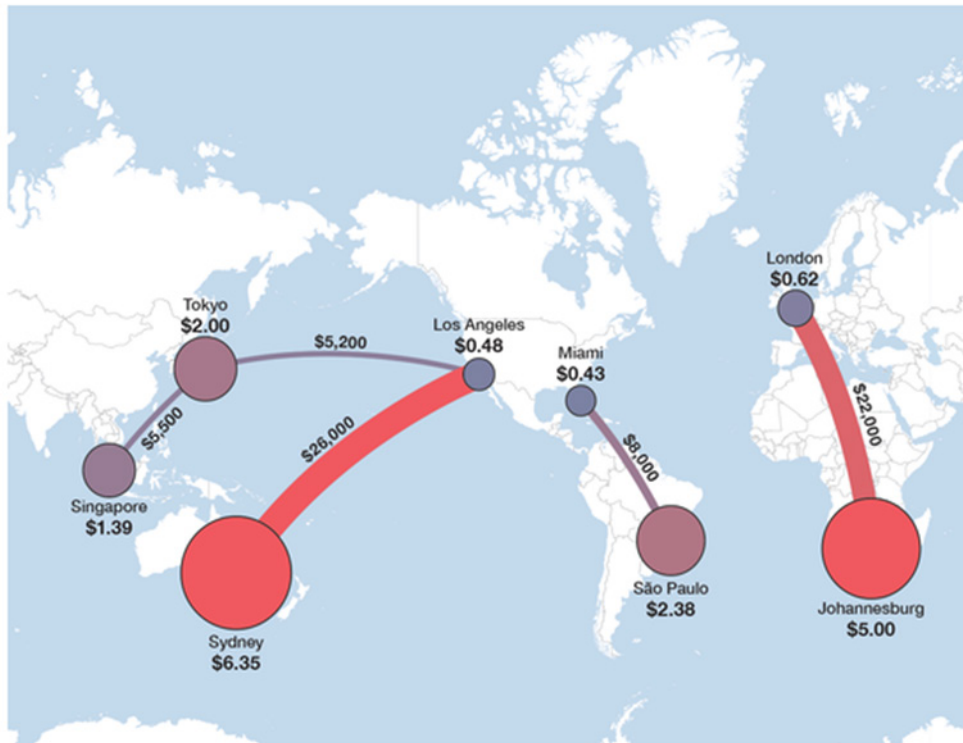 London
$0.62
Tokyo
$2.00
Los Angeles
$0.48
$5,200
Miami
$0.43
$5,500
$26,000
$8,000
$22,000
Singapore
$1.39
São Paulo
$2.38
Johannesburg
$5.00
Sydney
$6.35